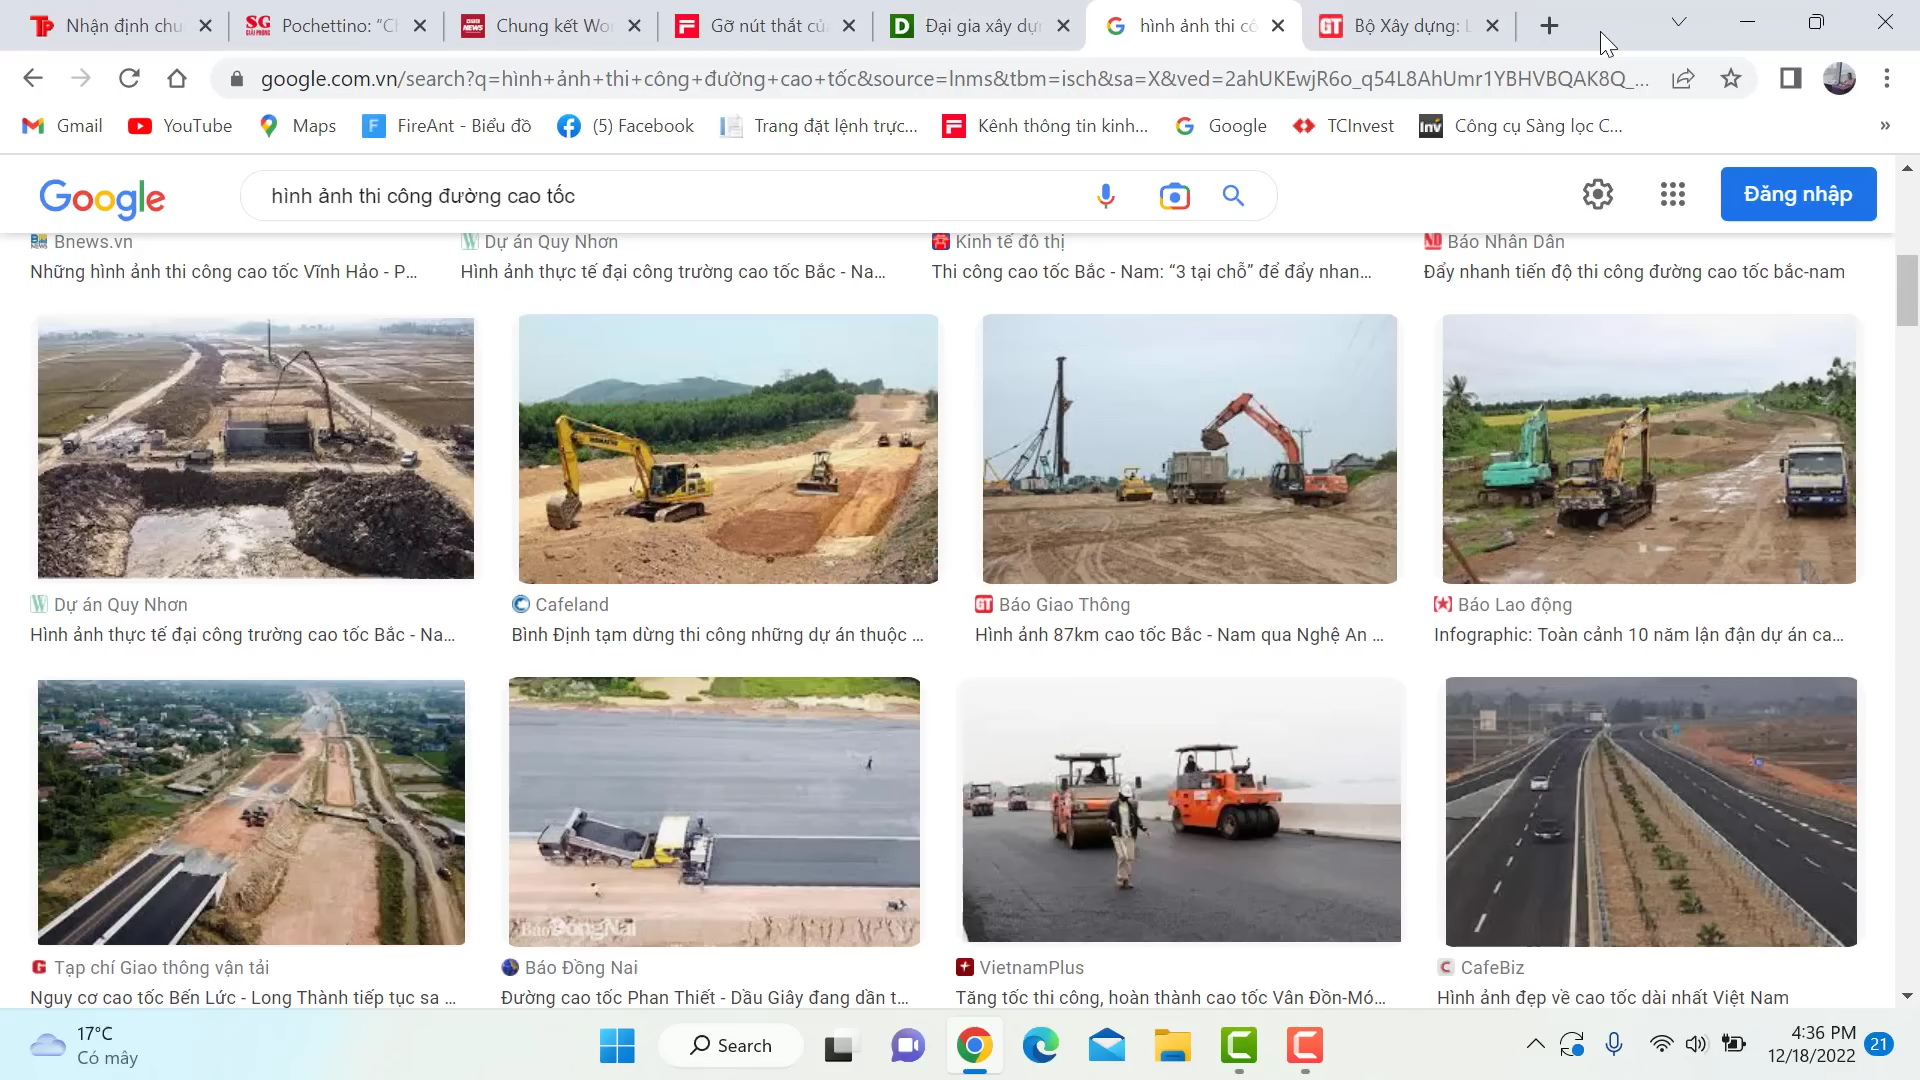 Nhận định chu
Pochettino: “Cl
Chung kết Wo
Gỡ nút thắt củ
Đại gia xây dự
hình ảnh thi cô
Bộ Xây dựng: L
google.com.vn/search?q=hình+ảnh+thi+công+đường+cao+tốc&source=lnms&tbm=isch&sa=X&ved=2ahUKEwjR6o_q54L8AhUmr1YBHVBQAK8Q_...
Gmail YouTube Maps FireAnt - Biểu đồ (5) Facebook Trang đặt lệnh trực... Kênh thông tin kinh... Google TCInvest Công cụ Sàng lọc C... »
Google hình ảnh thi công đường cao tốc Đăng nhập
Bnews.vn Dự án Quy Nhơn Kinh tế đô thị Báo Nhân Dân
Những hình ảnh thi công cao tốc Vĩnh Hảo - P... Hình ảnh thực tế đại công trường cao tốc Bắc - Na... Thi công cao tốc Bắc - Nam: “3 tại chỗ” để đẩy nhan... Đẩy nhanh tiến độ thi công đường cao tốc bắc-nam
Dự án Quy Nhơn Cafeland Báo Giao Thông Báo Lao động
Hình ảnh thực tế đại công trường cao tốc Bắc - Na... Bình Định tạm dừng thi công những dự án thuộc ... Hình ảnh 87km cao tốc Bắc - Nam qua Nghệ An ... Infographic: Toàn cảnh 10 năm lận đận dự án ca...
Báo ĐồngNai
Tạp chí Giao thông vận tải Báo Đồng Nai VietnamPlus CafeBiz
Nguy cơ cao tốc Bến Lức - Long Thành tiếp tục sa ... Đường cao tốc Phan Thiết - Dầu Giây đang dần t... Tăng tốc thi công, hoàn thành cao tốc Vân Đồn-Mó... Hình ảnh đẹp về cao tốc dài nhất Việt Nam
17°C
Có mây
Search
4:36 PM
12/18/2022
21